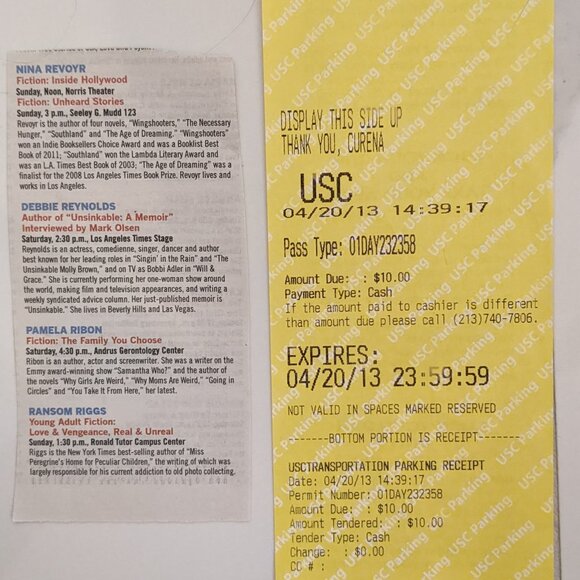 NINA REVOYR
Fiction: Inside Hollywood
Sunday, Noon, Norris Theater
Fiction: Unheard Stories
Sunday, 3 p.m., Seeley G. Mudd 123
Revoyr is the author of four novels, "Wingshooters," "The Necessary
Hunger," "Southland" and "The Age of Dreaming." "Wingshooters"
won an Indie Booksellers Choice Award and was a Booklist Best
Book of 2011; "Southland" won the Lambda Literary Award and
was an L.A. Times Best Book of 2003; "The Age of Dreaming" was a
finalist for the 2008 Los Angeles Times Book Prize. Revoyr lives and
works in Los Angeles.
DEBBIE REYNOLDS
Author of "Unsinkable: A Memoir"
Interviewed by Mark Olsen
Saturday, 2:30 p.m., Los Angeles Times Stage
Reynolds is an actress, comedienne, singer, dancer and author
best known for her leading roles in "Singin' in the Rain" and "The
Unsinkable Molly Brown," and on TV as Bobbi Adler in "Will &
Grace." She is currently performing her one-woman show around
the world, making film and television appearances, and writing a
weekly syndicated advice column. Her just-published memoir is
"Unsinkable." She lives in Beverly Hills and Las Vegas.
PAMELA RIBON
Fiction: The Family You Choose
Saturday, 4:30 p.m., Andrus Gerontology Center
Ribon is an author, actor and screenwriter. She was a writer on the
Emmy award-winning show "Samantha Who?" and the author of
the novels "Why Girls Are Weird," "Why Moms Are Weird," "Going in
Circles" and "You Take It From Here," her latest.
RANSOM RIGGS
Young Adult Fiction:
Love & Vengeance, Real & Unreal
Sunday, 1:30 p.m., Ronald Tutor Campus Center
Riggs is the New York Times best-selling author of "Miss
Peregrine's Home for Peculiar Children," the writing of which was
largely responsible for his current addiction to old photo collecting.
DISPLAY THIS SIDE UP
THANK YOU, CURENA
USC
04/20/13 14:39:17
Pass Type: 01DAY232358
Amount Due: : $10.00
Payment Type: Cash
If the amount paid to cashier is different
than amount due please call (213)740-7806.
EXPIRES:
04/20/13 23:59:59
NOT VALID IN SPACES MARKED RESERVED
-------BOTTOM PORTION IS RECEIPT-------
USCTRANSPORTATION PARKING RECEIPT
Date: 04/20/13 14:39:17
Permit Number: 01DAY232358
Amount Due: : $10.00
Amount Tendered: : $10.00
Tender Type: Cash
Change: : $0.00
CC # :
USC Parking